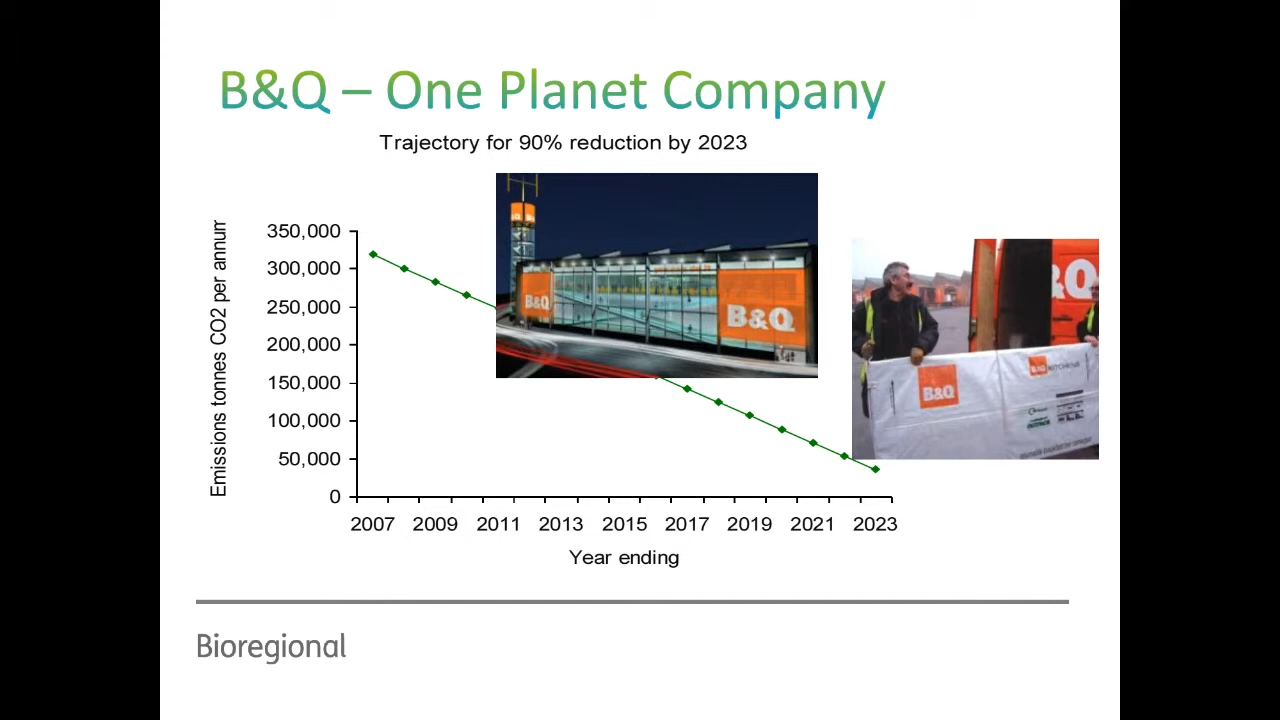 B&Q – One Planet Company
Trajectory for 90% reduction by 2023
Emissions tonnes CO2 per annum
350,000
300,000
250,000
200,000
150,000
100,000
50,000
0
2007 2009 2011 2013 2015 2017 2019 2021 2023
Year ending
B&Q
B&Q
B&Q
B&Q
B&Q KITCHENS
Bioregional